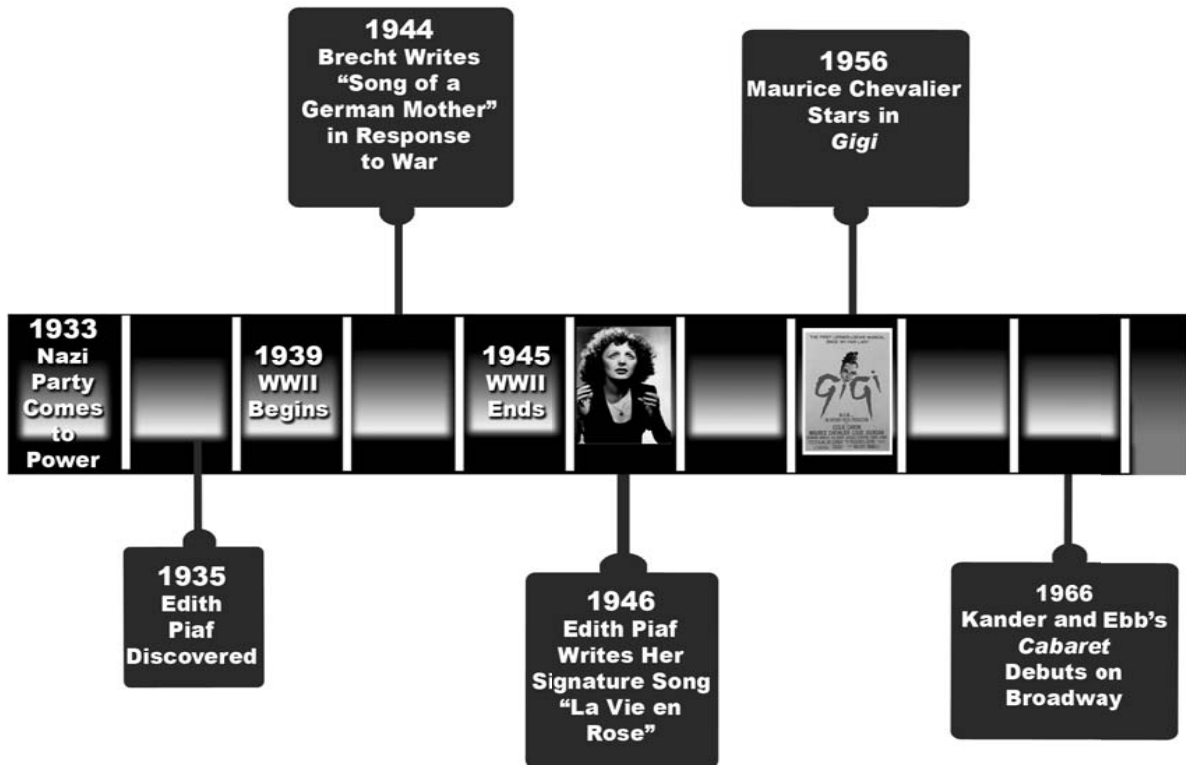 1944
Brecht Writes
“Song of a
German Mother”
in Response
to War
1956
Maurice Chevalier
Stars in
Gigi
1933
Nazi
Party
Comes
to
Power
1939
WWII
Begins
1945
WWII
Ends
gigi
1935
Edith
Piaf
Discovered
1946
Edith Piaf
Writes Her
Signature Song
“La Vie en
Rose”
1966
Kander and Ebb’s
Cabaret
Debuts on
Broadway